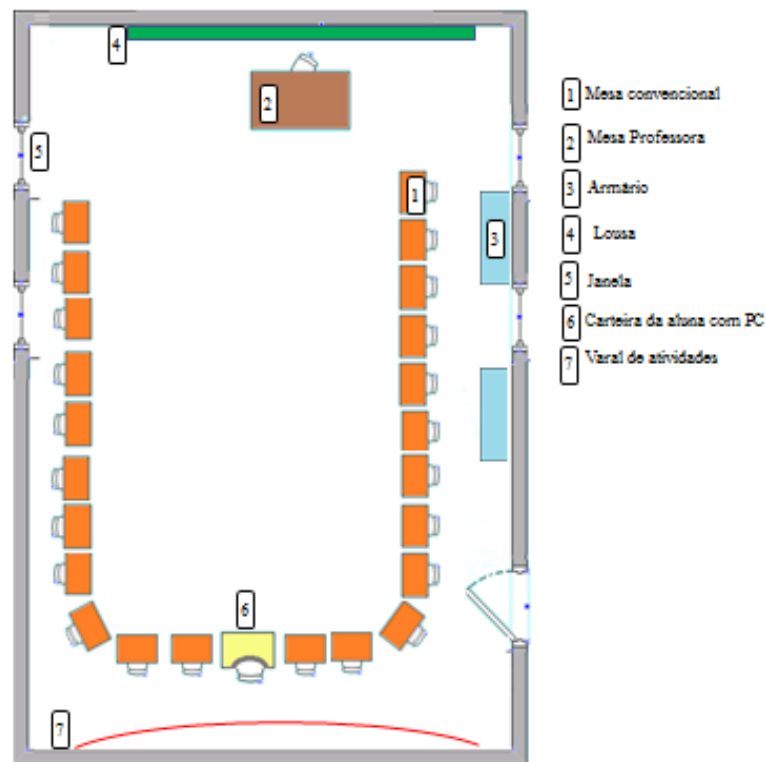 4
2
5
1
3
6
7
1 Mesa convencional
2 Mesa Professora
3 Armário
4 Lousa
5 Janela
6 Carteira da aluna com PC
7 Varal de atividades